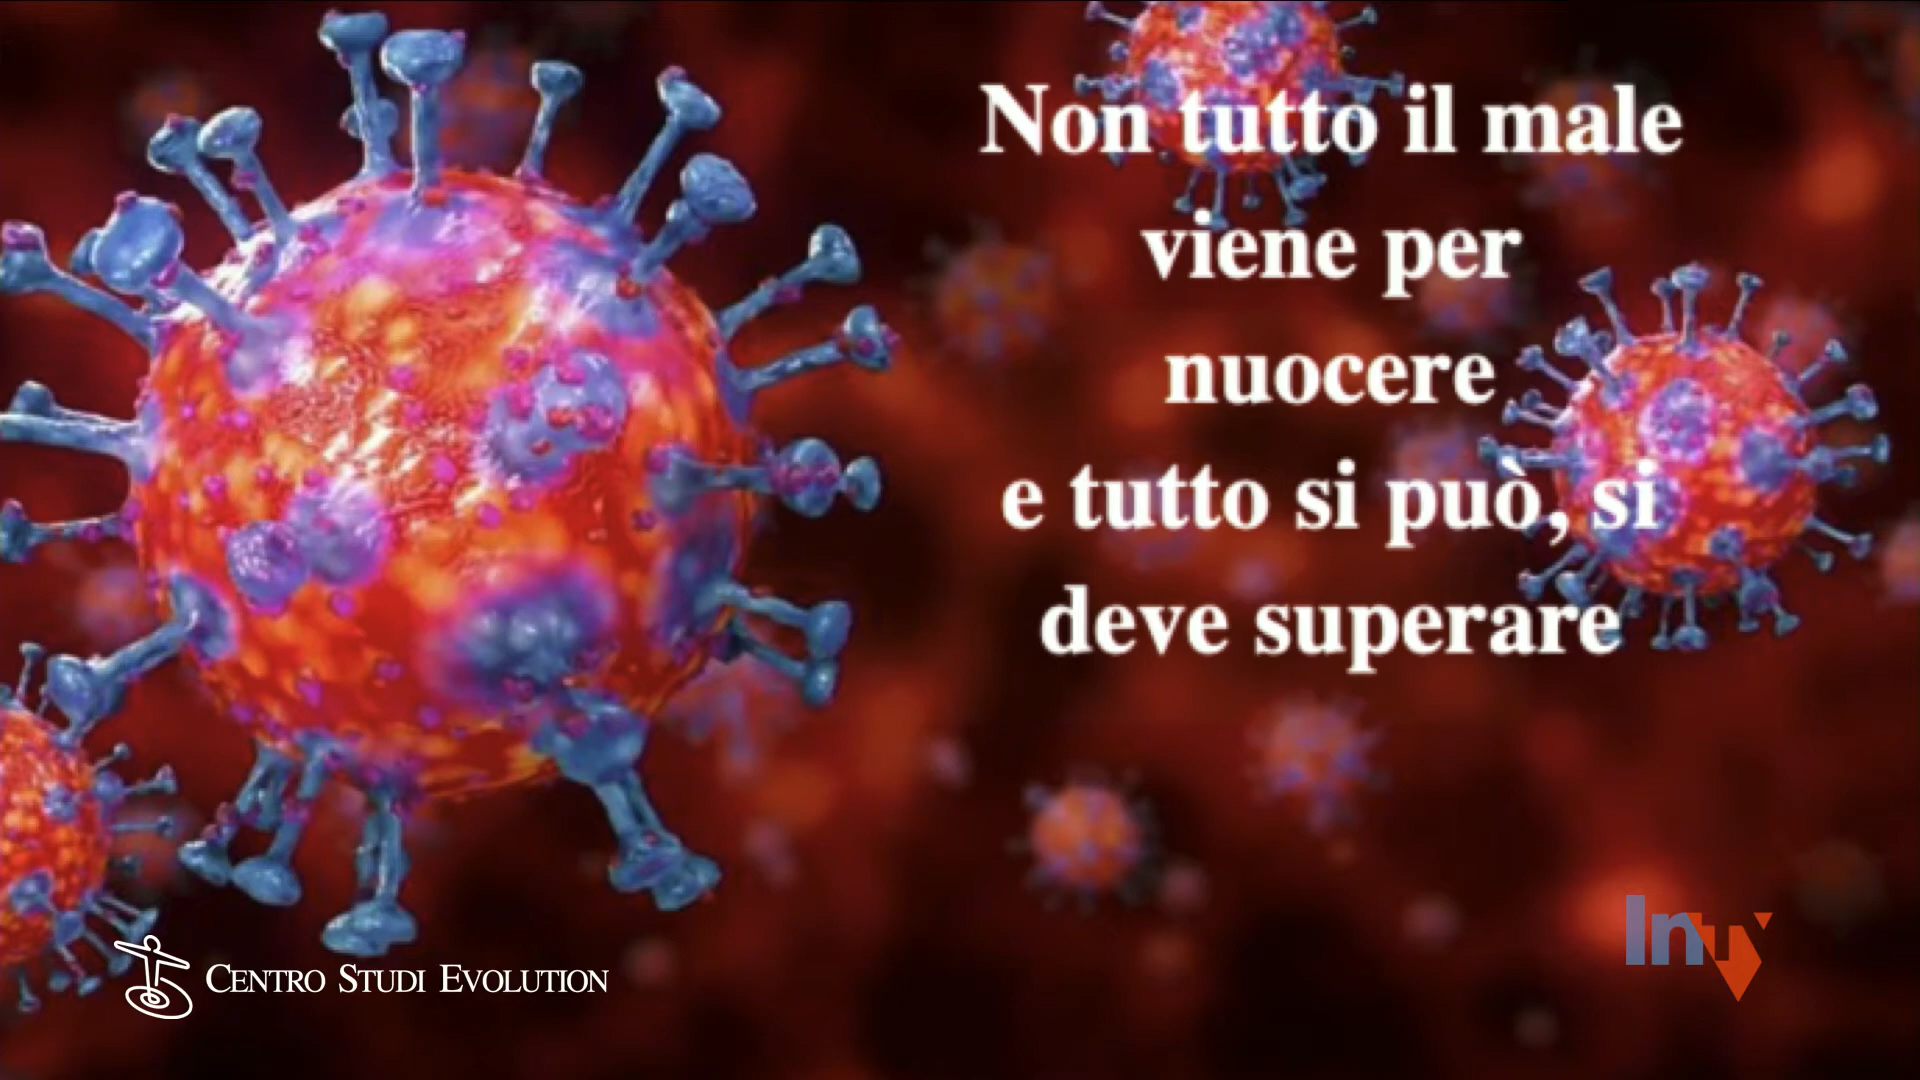 Non tutto il male
viene per
nuocere
e tutto si può, si
deve superare
CENTRO STUDI EVOLUTION
InTV